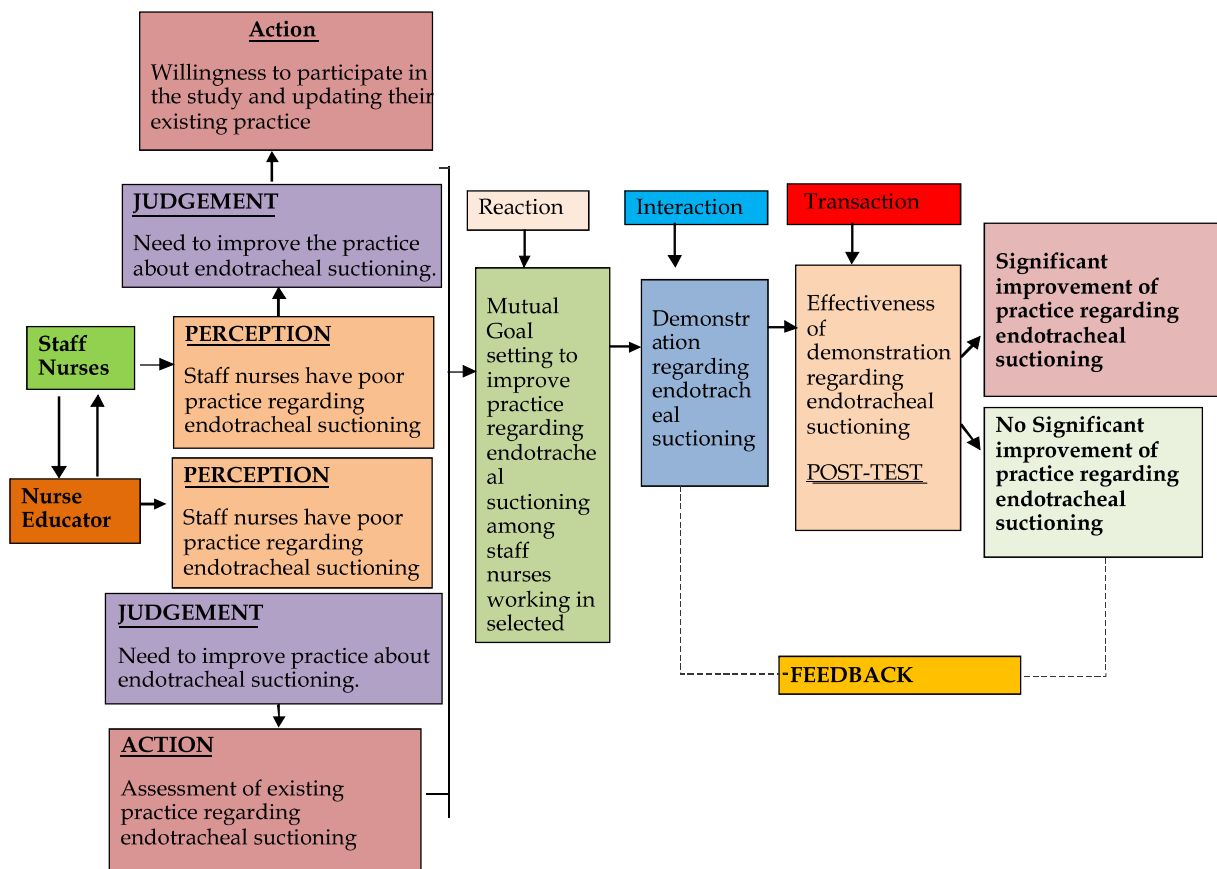 Action
Willingness to participate in
the study and updating their
existing practice
JUDGEMENT
Need to improve the practice
about endotracheal suctioning.
Staff
Nurses
PERCEPTION
Staff nurses have poor
practice regarding
endotracheal suctioning
Nurse
Educator
PERCEPTION
Staff nurses have poor
practice regarding
endotracheal suctioning
JUDGEMENT
Need to improve practice about
endotracheal suctioning.
ACTION
Assessment of existing
practice regarding
endotracheal suctioning
Reaction
Mutual
Goal
setting to
improve
practice
regarding
endotrache
al
suctioning
among
staff
nurses
working in
selected
Interaction
Demonstr
ation
regarding
endotrach
eal
suctioning
Transaction
Effectiveness
of
demonstration
regarding
endotracheal
suctioning
POST-TEST
Significant
improvement of
practice regarding
endotracheal
suctioning
No Significant
improvement of
practice regarding
endotracheal
suctioning
FEEDBACK